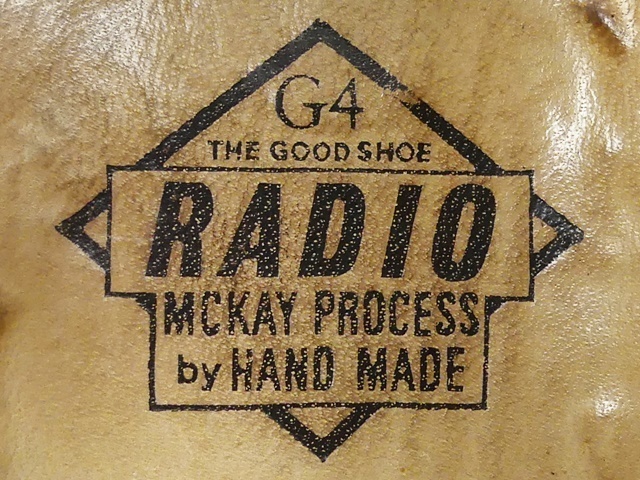 G4
THE GOOD SHOE
RADIO
MCKAY PROCESS
by HAND MADE